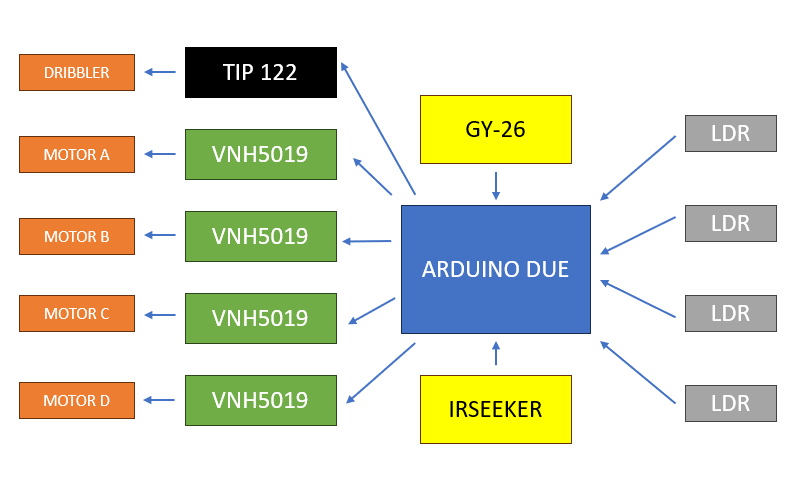 DRIBBLER
TIP 122
MOTOR A
VNH5019
MOTOR B
VNH5019
MOTOR C
VNH5019
MOTOR D
VNH5019
GY-26
ARDUINO DUE
IRSEEKER
LDR
LDR
LDR
LDR